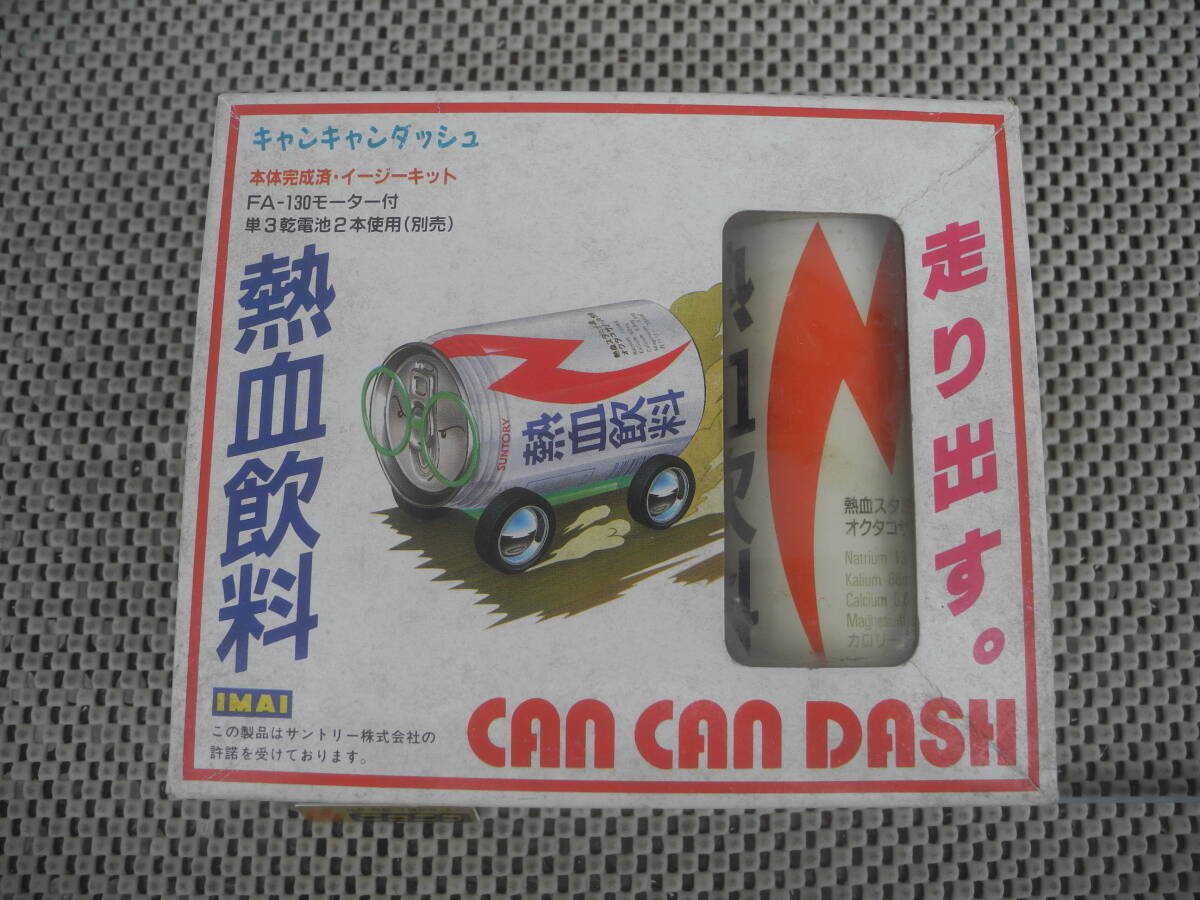 キャンキャンダッシュ
本体完成済・イージーキット
FA-130モーター付
単3乾電池2本使用(別売)
熱血飲料
SUNTORY
熱血飲料
熱血スタ
オクタコサ
Natrium
Kalium
Calcium
カロリー
走り出す。
IMAI
この製品はサントリー株式会社の
許諾を受けております。
CAN CAN DASH